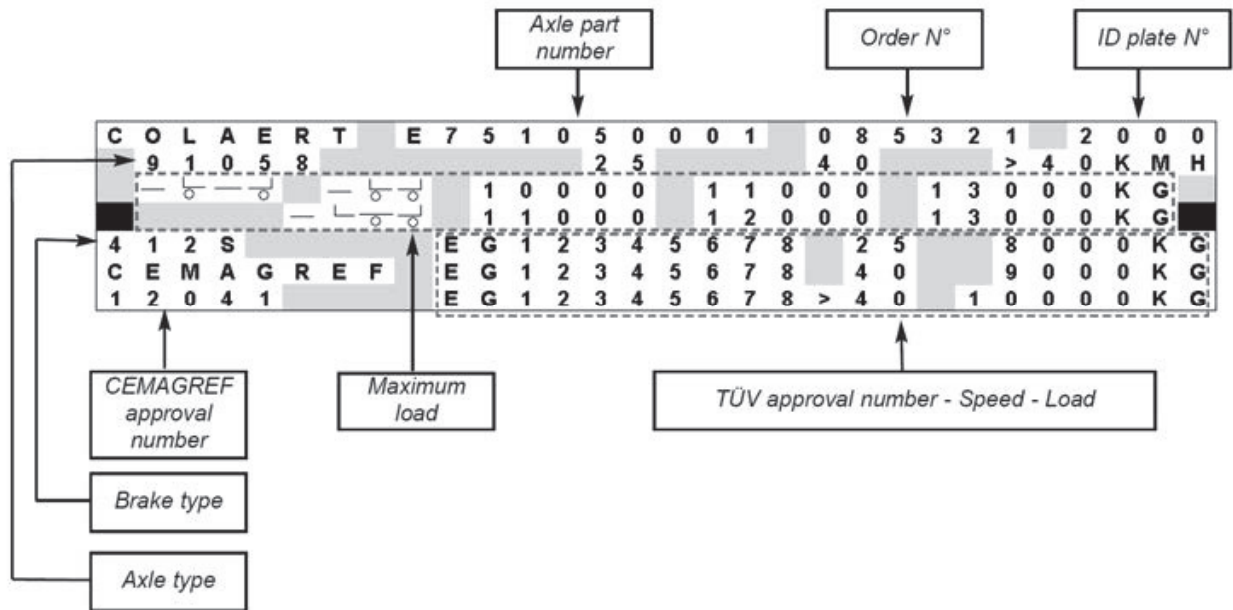 Axle part
number
Order N°
ID plate N°
COLAERT E751050001 085321 2000
91058 25 40 >40KMH
10000 11000 13000KG
11000 12000 13000KG
412S EG12345678 25 8000KG
CEMAGREF EG12345678 40 9000KG
12041 EG12345678>40 10000KG
CEMAGREF
approval
number
Maximum
load
TÜV approval number - Speed - Load
Brake type
Axle type